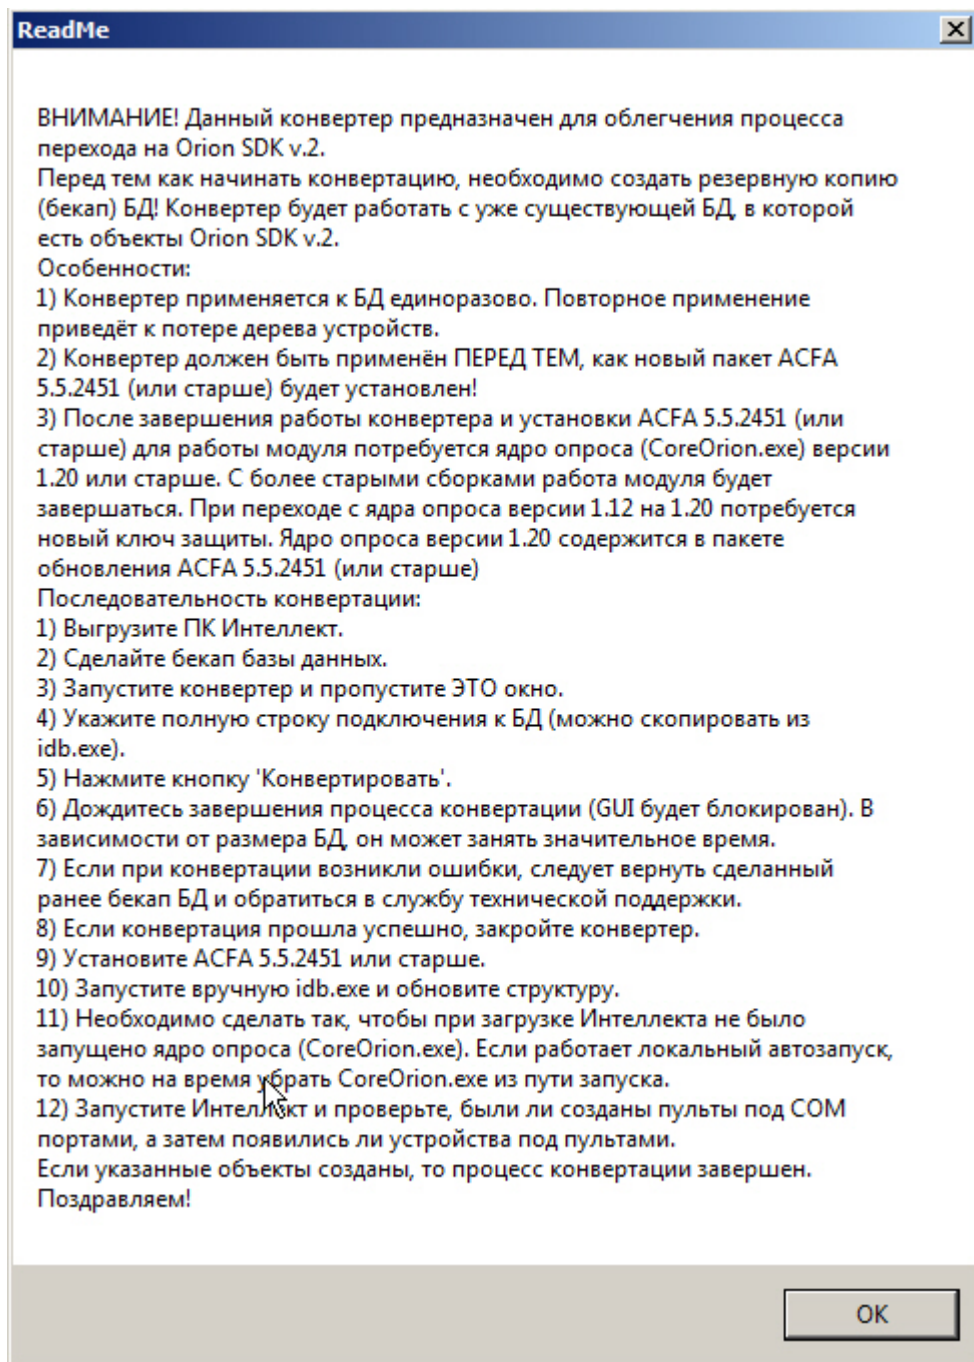 ReadMe
ВНИМАНИЕ! Данный конвертер предназначен для облегчения процесса
перехода на Orion SDK v.2.
Перед тем как начинать конвертацию, необходимо создать резервную копию
(бекап) БД! Конвертер будет работать с уже существующей БД, в которой
есть объекты Orion SDK v.2.
Особенности:
1) Конвертер применяется к БД единоразово. Повторное применение
приведёт к потере дерева устройств.
2) Конвертер должен быть применён ПЕРЕД ТЕМ, как новый пакет ACFA
5.5.2451 (или старше) будет установлен!
3) После завершения работы конвертера и установки ACFA 5.5.2451 (или
старше) для работы модуля потребуется ядро опроса (CoreOrion.exe) версии
1.20 или старше. С более старыми сборками работа модуля будет
завершаться. При переходе с ядра опроса версии 1.12 на 1.20 потребуется
новый ключ защиты. Ядро опроса версии 1.20 содержится в пакете
обновления ACFA 5.5.2451 (или старше)
Последовательность конвертации:
1) Выгрузите ПК Интеллект.
2) Сделайте бекап базы данных.
3) Запустите конвертер и пропустите ЭТО окно.
4) Укажите полную строку подключения к БД (можно скопировать из
idb.exe).
5) Нажмите кнопку 'Конвертировать'.
6) Дождитесь завершения процесса конвертации (GUI будет блокирован). В
зависимости от размера БД, он может занять значительное время.
7) Если при конвертации возникли ошибки, следует вернуть сделанный
ранее бекап БД и обратиться в службу технической поддержки.
8) Если конвертация прошла успешно, закройте конвертер.
9) Установите ACFA 5.5.2451 или старше.
10) Запустите вручную idb.exe и обновите структуру.
11) Необходимо сделать так, чтобы при загрузке Интеллекта не было
запущено ядро опроса (CoreOrion.exe). Если работает локальный автозапуск,
то можно на время убрать CoreOrion.exe из пути запуска.
12) Запустите Интеллект и проверьте, были ли созданы пульты под COM
портами, а затем появились ли устройства под пультами.
Если указанные объекты созданы, то процесс конвертации завершен.
Поздравляем!
OK